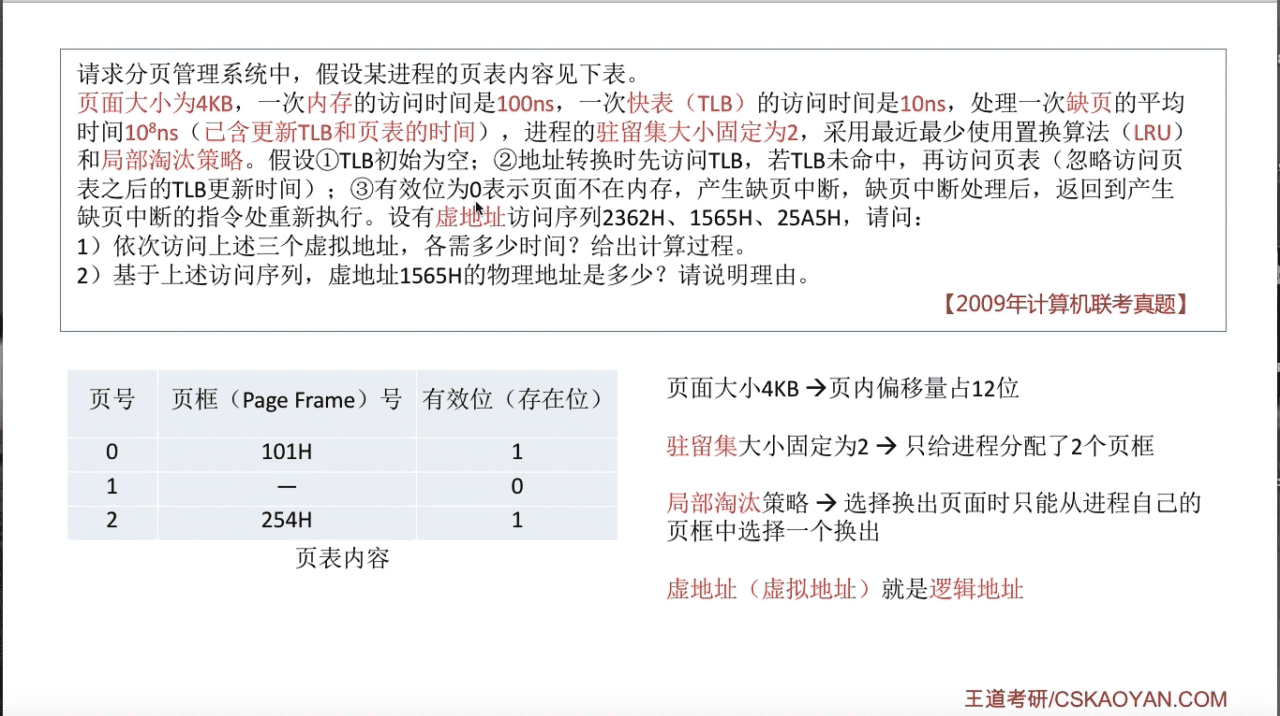 请求分页管理系统中，假设某进程的页表内容见下表。
页面大小为4KB，一次内存的访问时间是100ns，一次快表（TLB）的访问时间是10ns，处理一次缺页的平均
时间10⁸ns（已含更新TLB和页表的时间），进程的驻留集大小固定为2，采用最近最少使用置换算法（LRU）
和局部淘汰策略。假设①TLB初始为空；②地址转换时先访问TLB，若TLB未命中，再访问页表（忽略访问页
表之后的TLB更新时间）；③有效位为0表示页面不在内存，产生缺页中断，缺页中断处理后，返回到产生
缺页中断的指令处重新执行。设有虚地址访问序列2362H、1565H、25A5H，请问：
1）依次访问上述三个虚拟地址，各需多少时间？给出计算过程。
2）基于上述访问序列，虚地址1565H的物理地址是多少？请说明理由。
【2009年计算机联考真题】
页号 页框（Page Frame）号 有效位（存在位）
0 101H 1
1 — 0
2 254H 1
页表内容
页面大小4KB →页内偏移量占12位
驻留集大小固定为2 → 只给进程分配了2个页框
局部淘汰策略 → 选择换出页面时只能从进程自己的
页框中选择一个换出
虚地址（虚拟地址）就是逻辑地址
王道考研/CSKAOYAN.COM